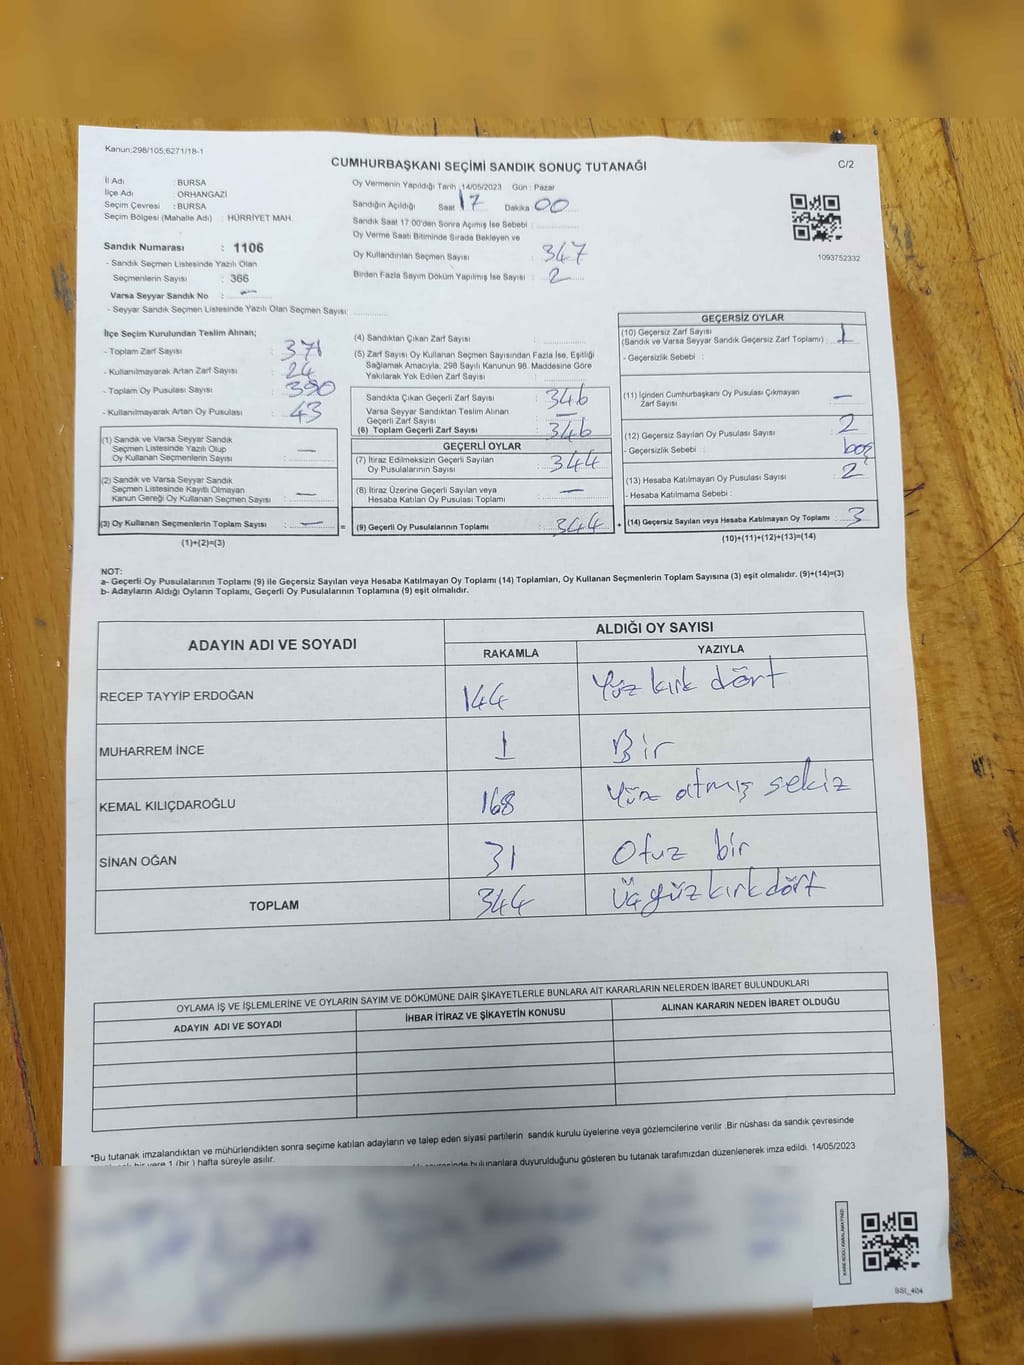 Kanun:298/105;6271/18-1
CUMHURBAŞKANI SEÇİMİ SANDIK SONUÇ TUTANAĞI
C/2
İl Adı : BURSA
İlçe Adı : ORHANGAZİ
Seçim Çevresi : BURSA
Seçim Bölgesi (Mahalle Adı) : HÜRRİYET MAH.
Sandık Numarası : 1106
- Sandık Seçmen Listesinde Yazılı Olan
Seçmenlerin Sayısı : 366
Varsa Seyyar Sandık No : —
- Seyyar Sandık Seçmen Listesinde Yazılı Olan Seçmen Sayısı:
Oy Vermenin Yapıldığı Tarih :14/05/2023 Gün : Pazar
Sandığın Açıldığı Saat 17 Dakika 00
Sandık Saat 17:00'den Sonra Açılmış İse Sebebi :
Oy Verme Saati Bitiminde Sırada Bekleyen ve
Oy Kullandırılan Seçmen Sayısı : 347
Birden Fazla Sayım Döküm Yapılmış İse Sayısı : 2
1093752332
İlçe Seçim Kurulundan Teslim Alınan;
- Toplam Zarf Sayısı : 371
- Kullanılmayarak Artan Zarf Sayısı : 24
- Toplam Oy Pusulası Sayısı : 390
- Kullanılmayarak Artan Oy Pusulası : 43
(1) Sandık ve Varsa Seyyar Sandık
Seçmen Listesinde Yazılı Olup
Oy Kullanan Seçmenlerin Sayısı : —
(2) Sandık ve Varsa Seyyar Sandık
Seçmen Listesinde Kayıtlı Olmayan
Kanun Gereği Oy Kullanan Seçmen Sayısı : —
(3) Oy Kullanan Seçmenlerin Toplam Sayısı : —
(1)+(2)=(3)
(4) Sandıktan Çıkan Zarf Sayısı :
(5) Zarf Sayısı Oy Kullanan Seçmen Sayısından Fazla İse, Eşitliği
Sağlamak Amacıyla, 298 Sayılı Kanunun 98. Maddesine Göre
Yakılarak Yok Edilen Zarf Sayısı :
Sandıkta Çıkan Geçerli Zarf Sayısı : 346
Varsa Seyyar Sandıktan Teslim Alınan
Geçerli Zarf Sayısı : —
(6) Toplam Geçerli Zarf Sayısı : 346
GEÇERLİ OYLAR
(7) İtiraz Edilmeksizin Geçerli Sayılan
Oy Pusulalarının Sayısı : 344
(8) İtiraz Üzerine Geçerli Sayılan veya
Hesaba Katılan Oy Pusulası Toplamı : —
= (9) Geçerli Oy Pusulalarının Toplamı : 344
GEÇERSİZ OYLAR
(10) Geçersiz Zarf Sayısı
(Sandık ve Varsa Seyyar Sandık Geçersiz Zarf Toplamı) : 1
- Geçersizlik Sebebi :
(11) İçinden Cumhurbaşkanı Oy Pusulası Çıkmayan
Zarf Sayısı : —
(12) Geçersiz Sayılan Oy Pusulası Sayısı : 2
- Geçersizlik Sebebi : boş
(13) Hesaba Katılmayan Oy Pusulası Sayısı : 2
- Hesaba Katılmama Sebebi :
+ (14) Geçersiz Sayılan veya Hesaba Katılmayan Oy Toplamı : 3
(10)+(11)+(12)+(13)=(14)
NOT:
a- Geçerli Oy Pusulalarının Toplamı (9) ile Geçersiz Sayılan veya Hesaba Katılmayan Oy Toplamı (14) Toplamları, Oy Kullanan Seçmenlerin Toplam Sayısına (3) eşit olmalıdır. (9)+(14)=(3)
b- Adayların Aldığı Oyların Toplamı, Geçerli Oy Pusulalarının Toplamına (9) eşit olmalıdır.
ADAYIN ADI VE SOYADI
ALDIĞI OY SAYISI
RAKAMLA YAZIYLA
RECEP TAYYİP ERDOĞAN 144 Yüz kırk dört
MUHARREM İNCE 1 Bir
KEMAL KILIÇDAROĞLU 168 Yüz atmış sekiz
SİNAN OĞAN 31 Otuz bir
TOPLAM 344 Üçyüzkırkdört
OYLAMA İŞ VE İŞLEMLERİNE VE OYLARIN SAYIM VE DÖKÜMÜNE DAİR ŞİKAYETLERLE BUNLARA AİT KARARLARIN NELERDEN İBARET BULUNDUKLARI
ADAYIN ADI VE SOYADI İHBAR İTİRAZ VE ŞİKAYETİN KONUSU ALINAN KARARIN NEDEN İBARET OLDUĞU
*Bu tutanak imzalandıktan ve mühürlendikten sonra seçime katılan adayların ve talep eden siyasi partilerin sandık kurulu üyelerine veya gözlemcilerine verilir .Bir nüshası da sandık çevresinde
bir yere 1 (bir ) hafta süreyle asılır.
bulunanlara duyurulduğunu gösteren bu tutanak tarafımızdan düzenlenerek imza edildi. 14/05/2023
KARE KODU KARALAMAYINIZ!
SSI_404